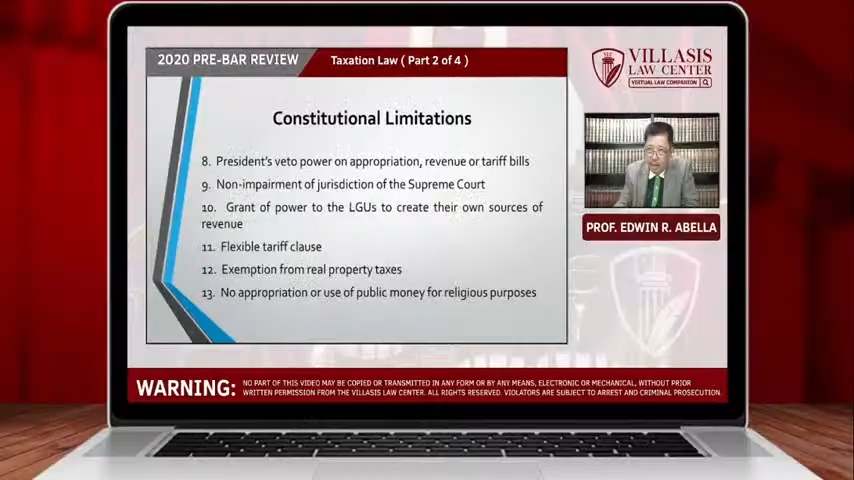 2020 PRE-BAR REVIEW
Taxation Law ( Part 2 of 4 )
Constitutional Limitations
8. President's veto power on appropriation, revenue or tariff bills
9. Non-impairment of jurisdiction of the Supreme Court
10. Grant of power to the LGUs to create their own sources of
revenue
11. Flexible tariff clause
12. Exemption from real property taxes
13. No appropriation or use of public money for religious purposes
VLC
VILLASIS
LAW CENTER
VIRTUAL LAW COMPANION
PROF. EDWIN R. ABELLA
WARNING:
NO PART OF THIS VIDEO MAY BE COPIED OR TRANSMITTED IN ANY FORM OR BY ANY MEANS, ELECTRONIC OR MECHANICAL, WITHOUT PRIOR
WRITTEN PERMISSION FROM THE VILLASIS LAW CENTER. ALL RIGHTS RESERVED. VIOLATORS ARE SUBJECT TO ARREST AND CRIMINAL PROSECUTION.